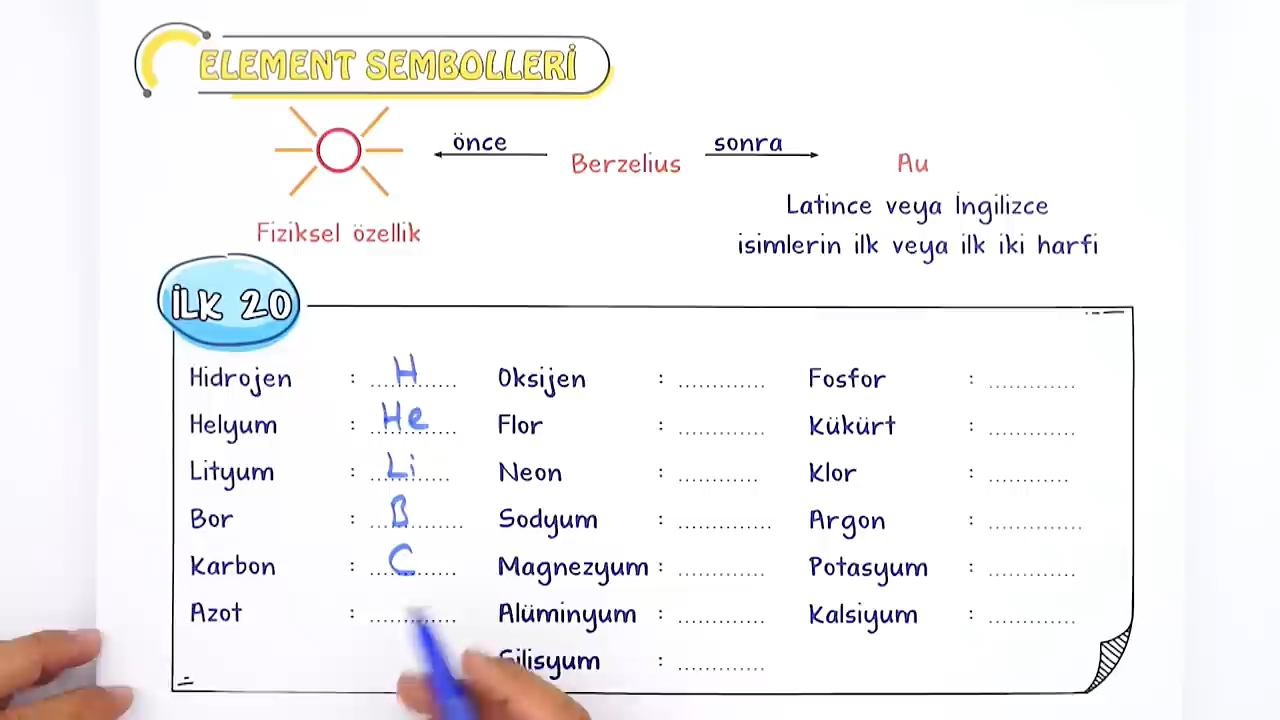 ELEMENT SEMBOLLERİ
önce Berzelius sonra Au
Fiziksel özellik
Latince veya İngilizce
isimlerin ilk veya ilk iki harfi
İLK 20
Hidrojen : H
Helyum : He
Lityum : Li
Bor : B
Karbon : C
Azot : ............
Oksijen : ............
Flor : ............
Neon : ............
Sodyum : ............
Magnezyum : ............
Alüminyum : ............
Silisyum : ............
Fosfor : ............
Kükürt : ............
Klor : ............
Argon : ............
Potasyum : ............
Kalsiyum : ............